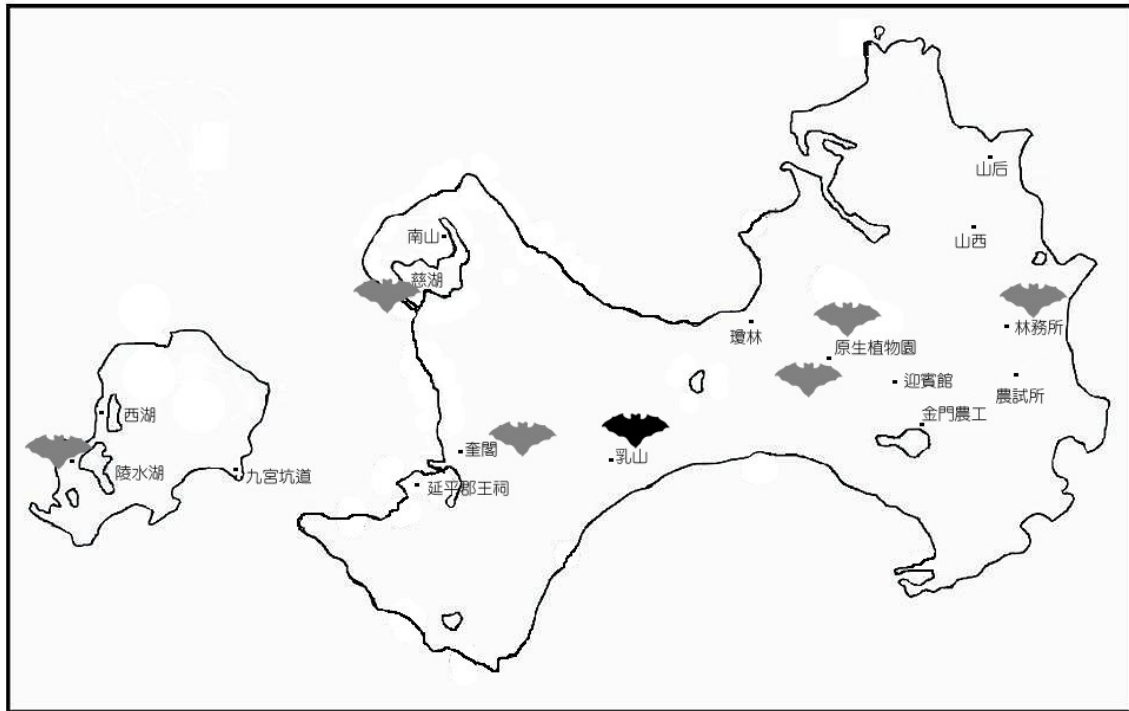 山后
山西
南山
慈湖
林務所
瓊林
原生植物園
迎賓館
農試所
西湖
金門農工
奎閣
乳山
陵水湖
九宮坑道
延平郡王祠